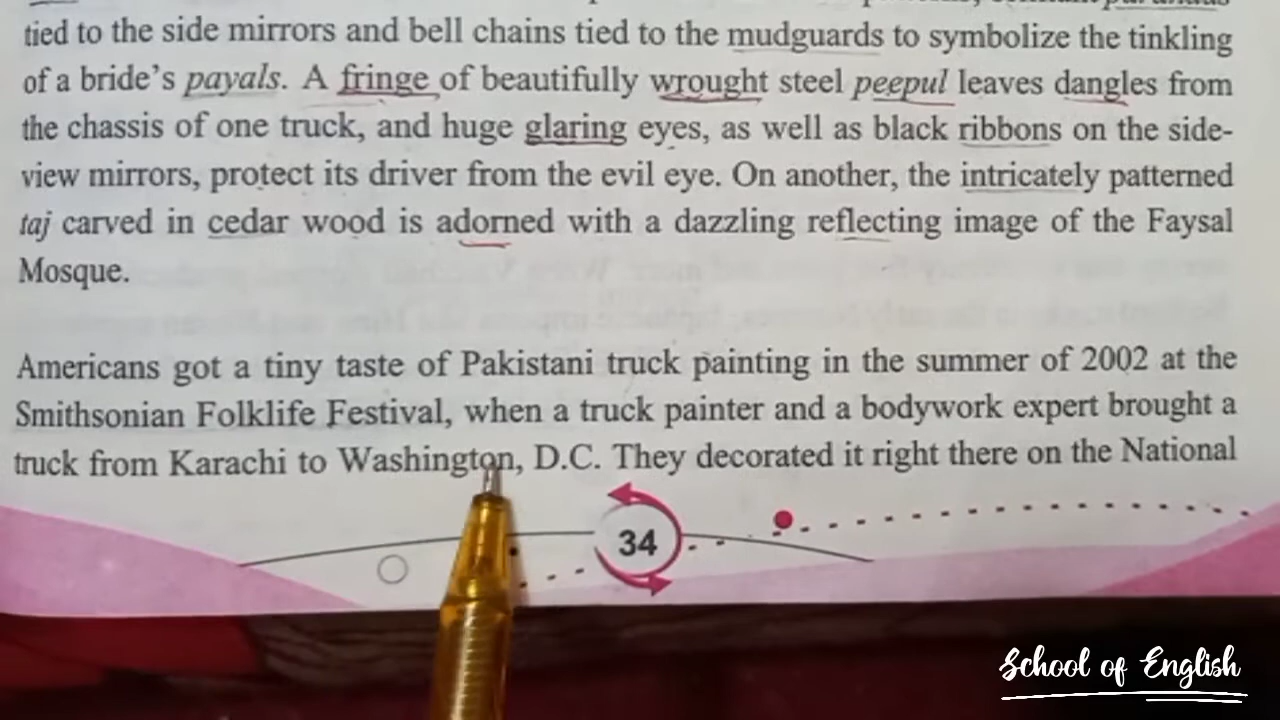 tied to the side mirrors and bell chains tied to the mudguards to symbolize the tinkling
of a bride's payals. A fringe of beautifully wrought steel peepul leaves dangles from
the chassis of one truck, and huge glaring eyes, as well as black ribbons on the side-
view mirrors, protect its driver from the evil eye. On another, the intricately patterned
taj carved in cedar wood is adorned with a dazzling reflecting image of the Faysal
Mosque.
Americans got a tiny taste of Pakistani truck painting in the summer of 2002 at the
Smithsonian Folklife Festival, when a truck painter and a bodywork expert brought a
truck from Karachi to Washington, D.C. They decorated it right there on the National
34
School of English